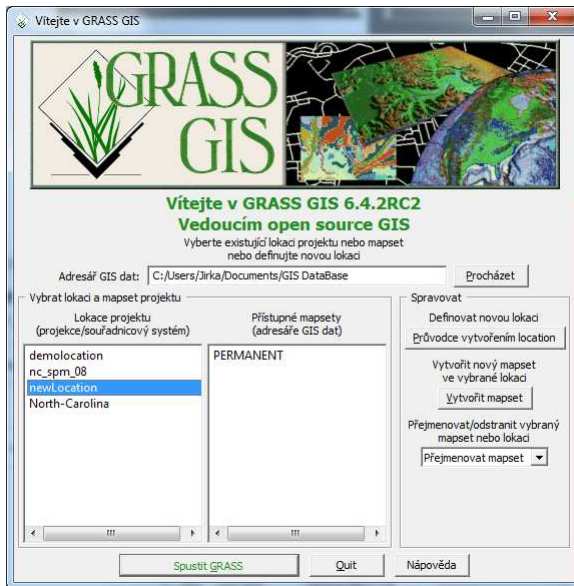 Vítejte v GRASS GIS
GRASS
GIS
Vítejte v GRASS GIS 6.4.2RC2
Vedoucím open source GIS
Vyberte existující lokaci projektu nebo mapset
nebo definujte novou lokaci
Adresář GIS dat:
C:/Users/Jirka/Documents/GIS DataBase
Procházet
Vybrat lokaci a mapset projektu
Lokace projektu
(projekce/souřadnicový systém)
demolocation
nc_spm_08
newLocation
North-Carolina
Přístupné mapsety
(adresáře GIS dat)
PERMANENT
Spravovat
Definovat novou lokaci
Průvodce vytvořením location
Vytvořit nový mapset
ve vybrané lokaci
Vytvořit mapset
Přejmenovat/odstranit vybraný
mapset nebo lokaci
Přejmenovat mapset
Spustit GRASS
Quit
Nápověda